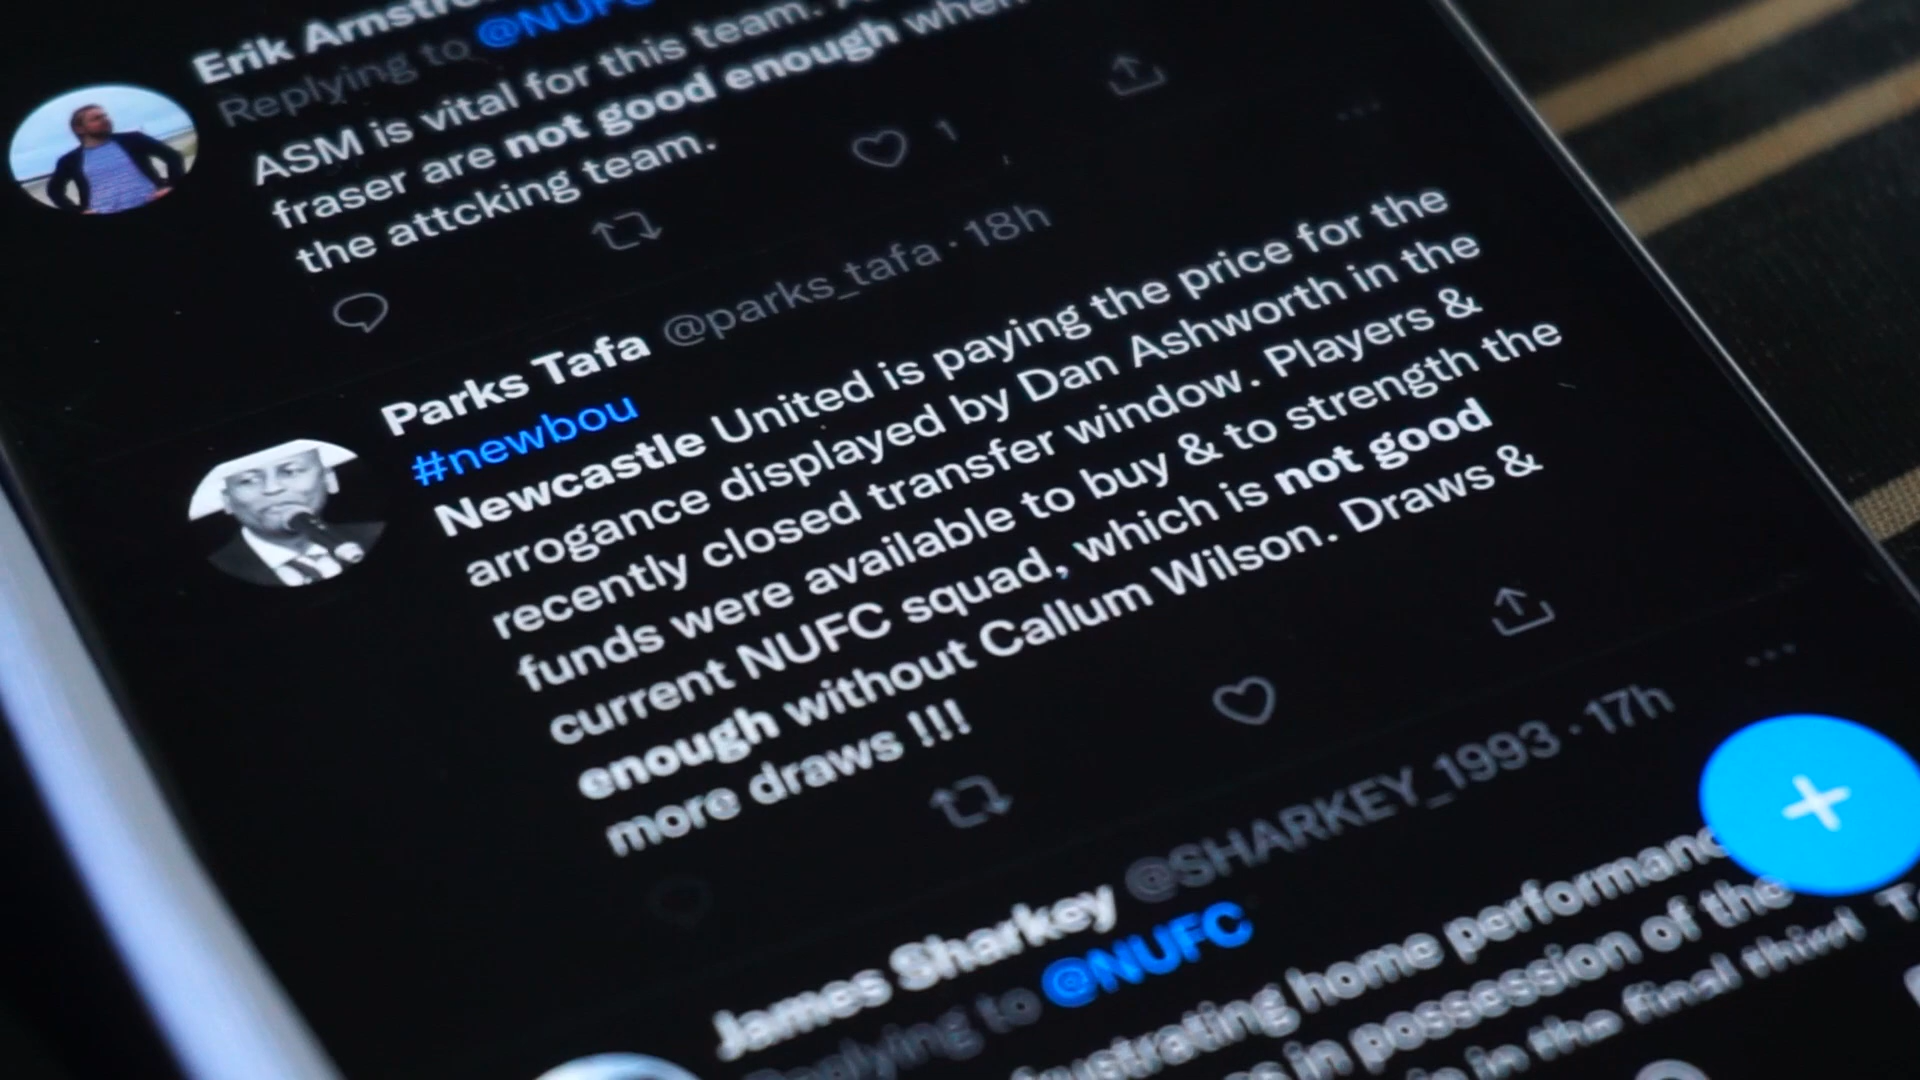 Erik Armstro
Replying to @NUFC
ASM is vital for this team.
fraser are not good enough when
the attcking team.
1
Parks Tafa @parks_tafa · 18h
#newbou
Newcastle United is paying the price for the
arrogance displayed by Dan Ashworth in the
recently closed transfer window. Players &
funds were available to buy & to strength the
current NUFC squad, which is not good
enough without Callum Wilson. Draws &
more draws !!!
James Sharkey @SHARKEY_1993 · 17h
Replying to @NUFC
frustrating home performanc
in possession of the
in the final third